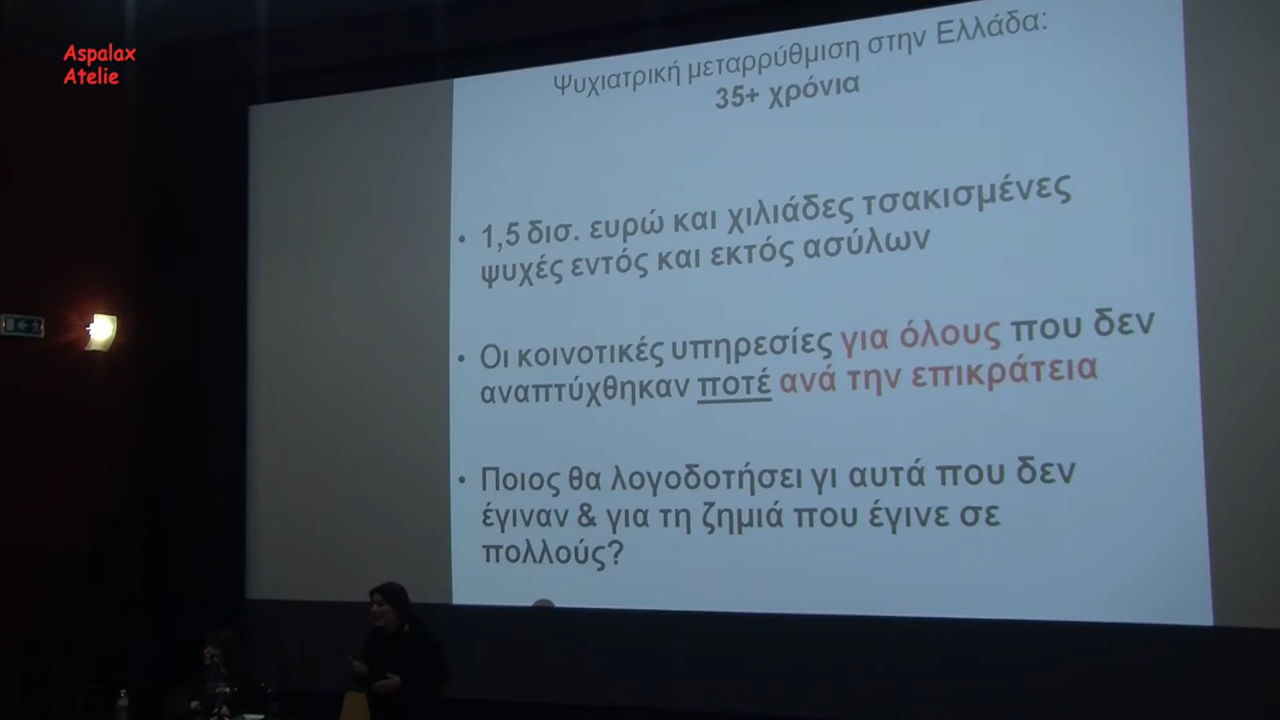 Aspalax
Atelie
Ψυχιατρική μεταρρύθμιση στην Ελλάδα:
35+ χρόνια
• 1,5 δισ. ευρώ και χιλιάδες τσακισμένες
ψυχές εντός και εκτός ασύλων
• Οι κοινοτικές υπηρεσίες για όλους που δεν
αναπτύχθηκαν ποτέ ανά την επικράτεια
• Ποιος θα λογοδοτήσει γι αυτά που δεν
έγιναν & για τη ζημιά που έγινε σε
πολλούς?